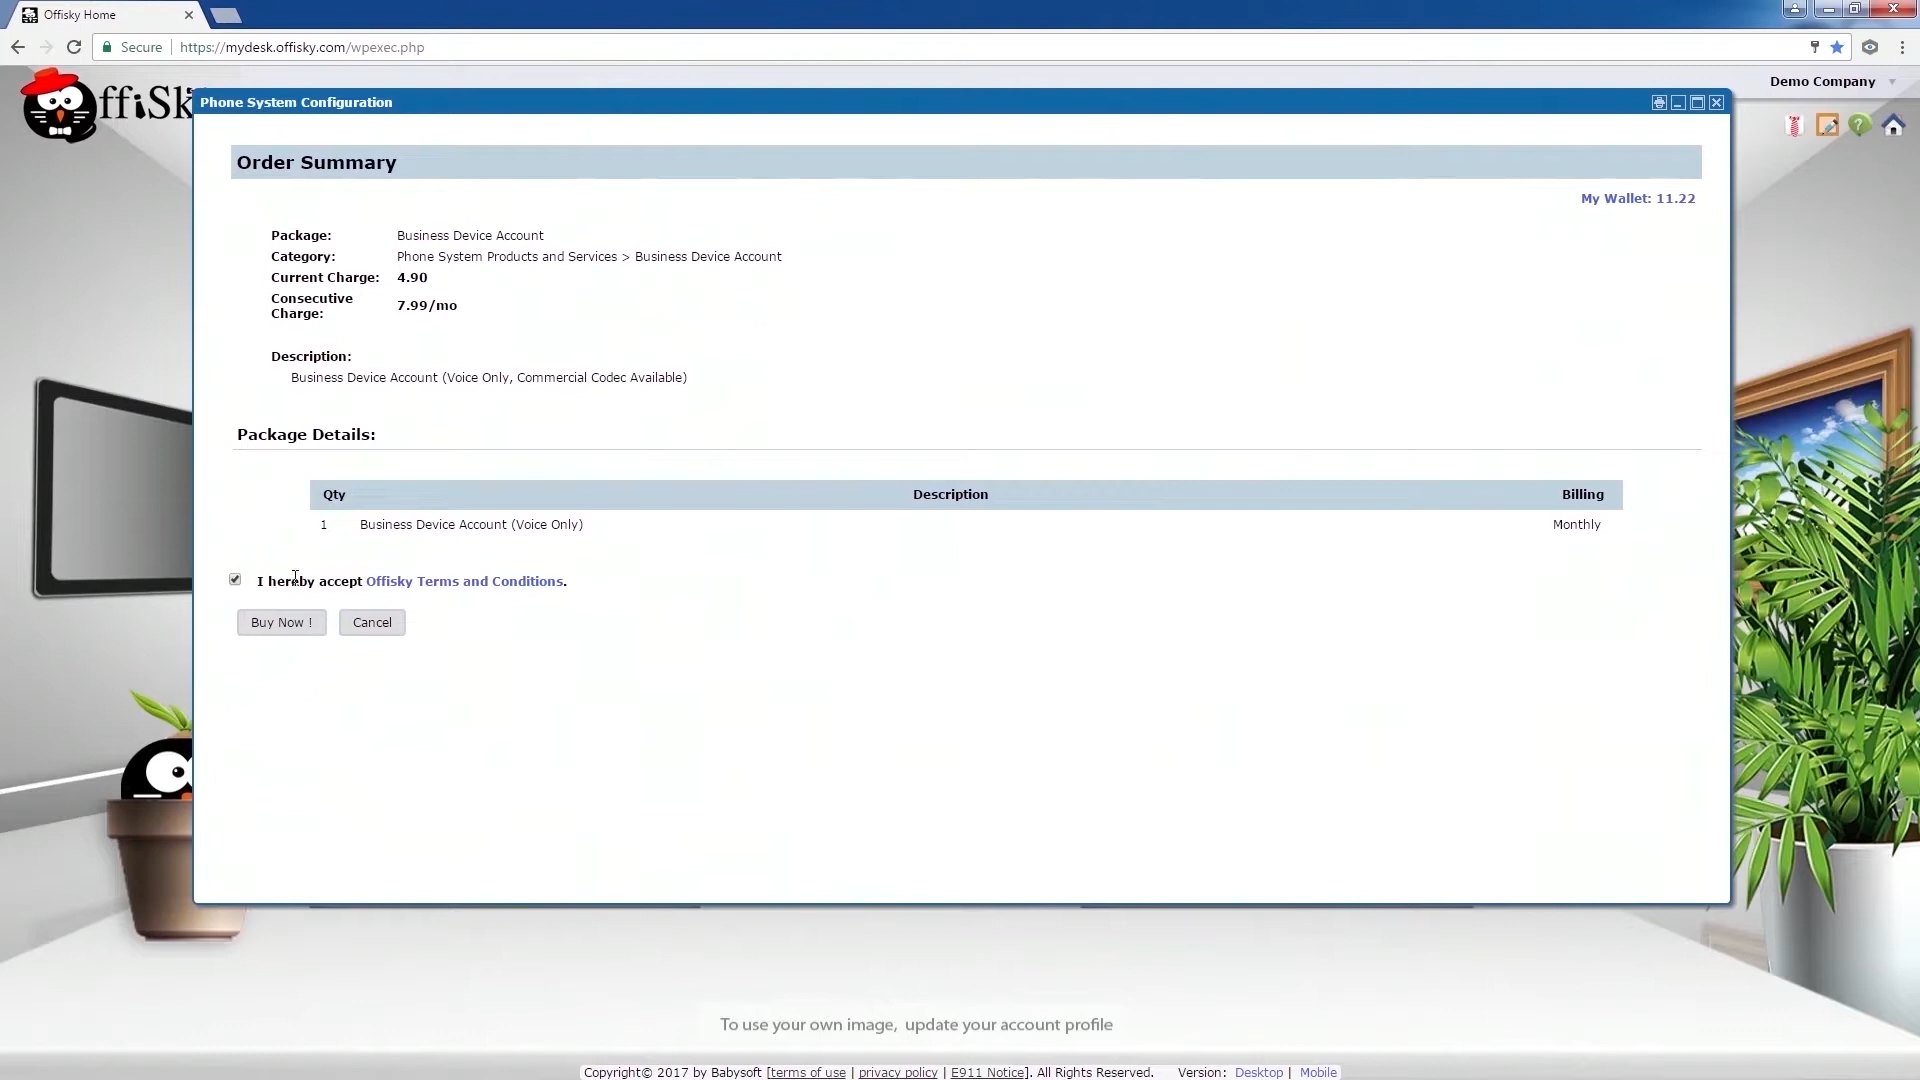 Offisky Home
Secure | https://mydesk.offisky.com/wpexec.php
Demo Company
Phone System Configuration
Order Summary
My Wallet: 11.22
Package: Business Device Account
Category: Phone System Products and Services > Business Device Account
Current Charge: 4.90
Consecutive Charge: 7.99/mo
Description:
Business Device Account (Voice Only, Commercial Codec Available)
Package Details:
Qty Description Billing
1 Business Device Account (Voice Only) Monthly
I hereby accept Offisky Terms and Conditions.
Buy Now ! Cancel
To use your own image, update your account profile
Copyright© 2017 by Babysoft [terms of use | privacy policy | E911 Notice]. All Rights Reserved. Version: Desktop | Mobile